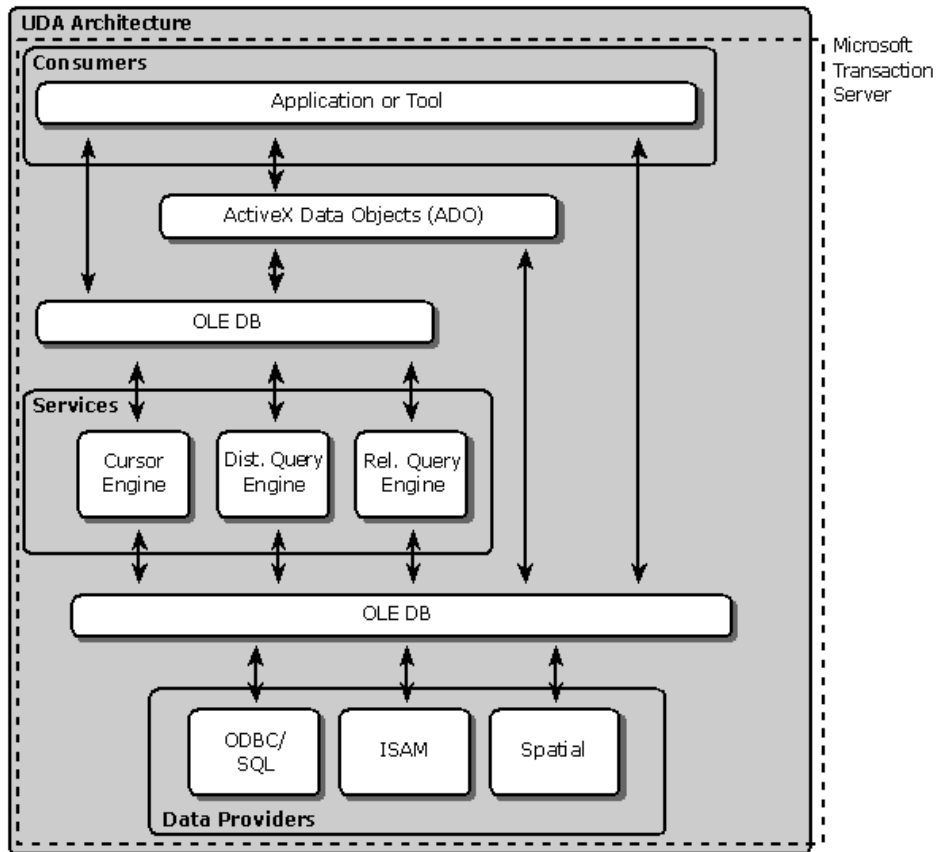 UDA Architecture
Microsoft
Transaction
Server
Consumers
Application or Tool
ActiveX Data Objects (ADO)
OLE DB
Services
Cursor
Engine
Dist. Query
Engine
Rel. Query
Engine
OLE DB
ODBC/
SQL
ISAM
Spatial
Data Providers